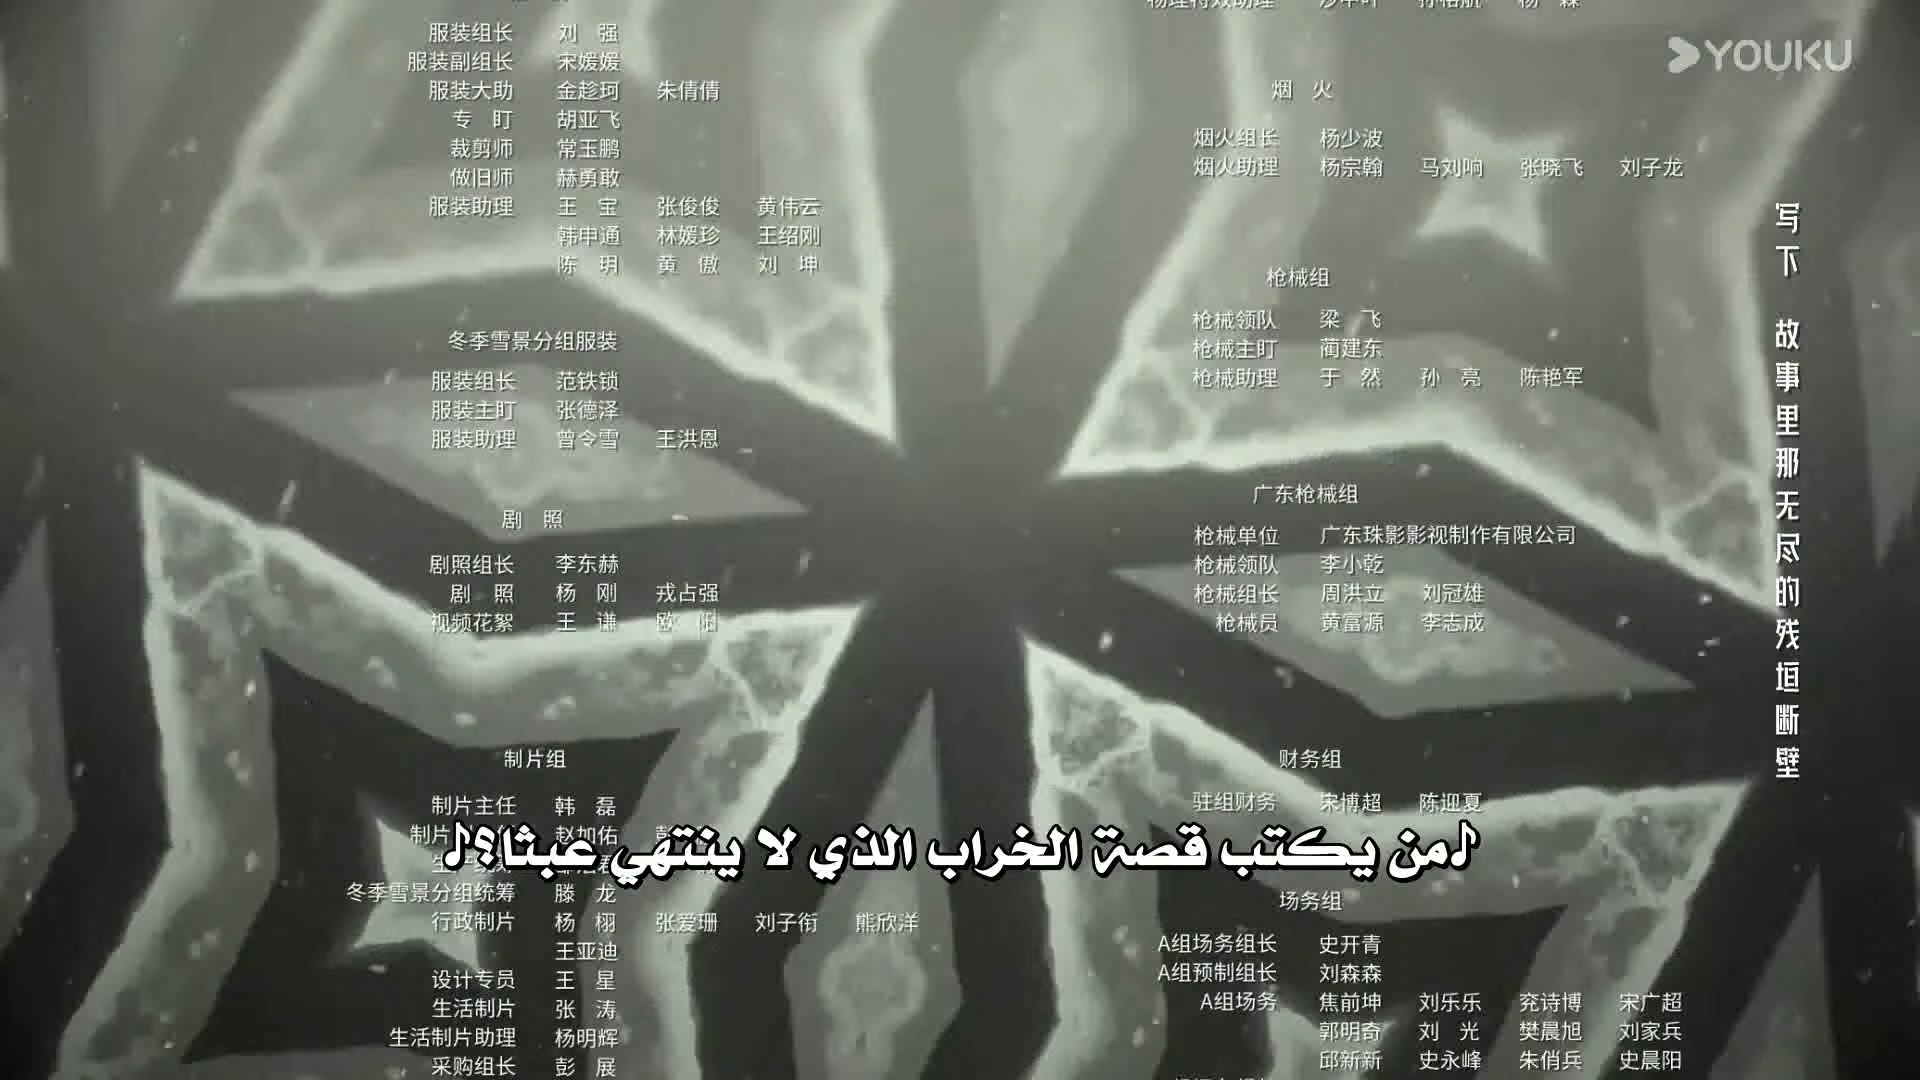 YOUKU
服装组长 刘 强
服装副组长 宋媛媛
服装大助 金趁珂 朱倩倩
专 盯 胡亚飞
裁剪师 常玉鹏
做旧师 赫勇敢
服装助理 王 宝 张俊俊 黄伟云
韩申通 林媛珍 王绍刚
陈 玥 黄 傲 刘 坤
冬季雪景分组服装
服装组长 范铁锁
服装主盯 张德泽
服装助理 曾令雪 王洪恩
剧 照
剧照组长 李东赫
剧 照 杨 刚 戎占强
视频花絮 王 谦 欧 阳
制片组
制片主任 韩 磊
赵加佑
冬季雪景分组统筹 滕 龙
行政制片 杨 栩 张爱珊 刘子衔 熊欣洋
王亚迪
设计专员 王 星
生活制片 张 涛
生活制片助理 杨明辉
采购组长 彭 展
烟 火
烟火组长 杨少波
烟火助理 杨宗翰 马刘响 张晓飞 刘子龙
枪械组
枪械领队 梁 飞
枪械主盯 蔺建东
枪械助理 于 然 孙 亮 陈艳军
广东枪械组
枪械单位 广东珠影影视制作有限公司
枪械领队 李小乾
枪械组长 周洪立 刘冠雄
枪械员 黄富源 李志成
财务组
驻组财务 宋博超 陈迎夏
场务组
A组场务组长 史开青
A组预制组长 刘森森
A组场务 焦前坤 刘乐乐 兖诗博 宋广超
郭明奇 刘 光 樊晨旭 刘家兵
邱新新 史永峰 朱俏兵 史晨阳
写下 故事里那无尽的残垣断壁
♪من يكتب قصة الخراب الذي لا ينتهي عبثا؟♪